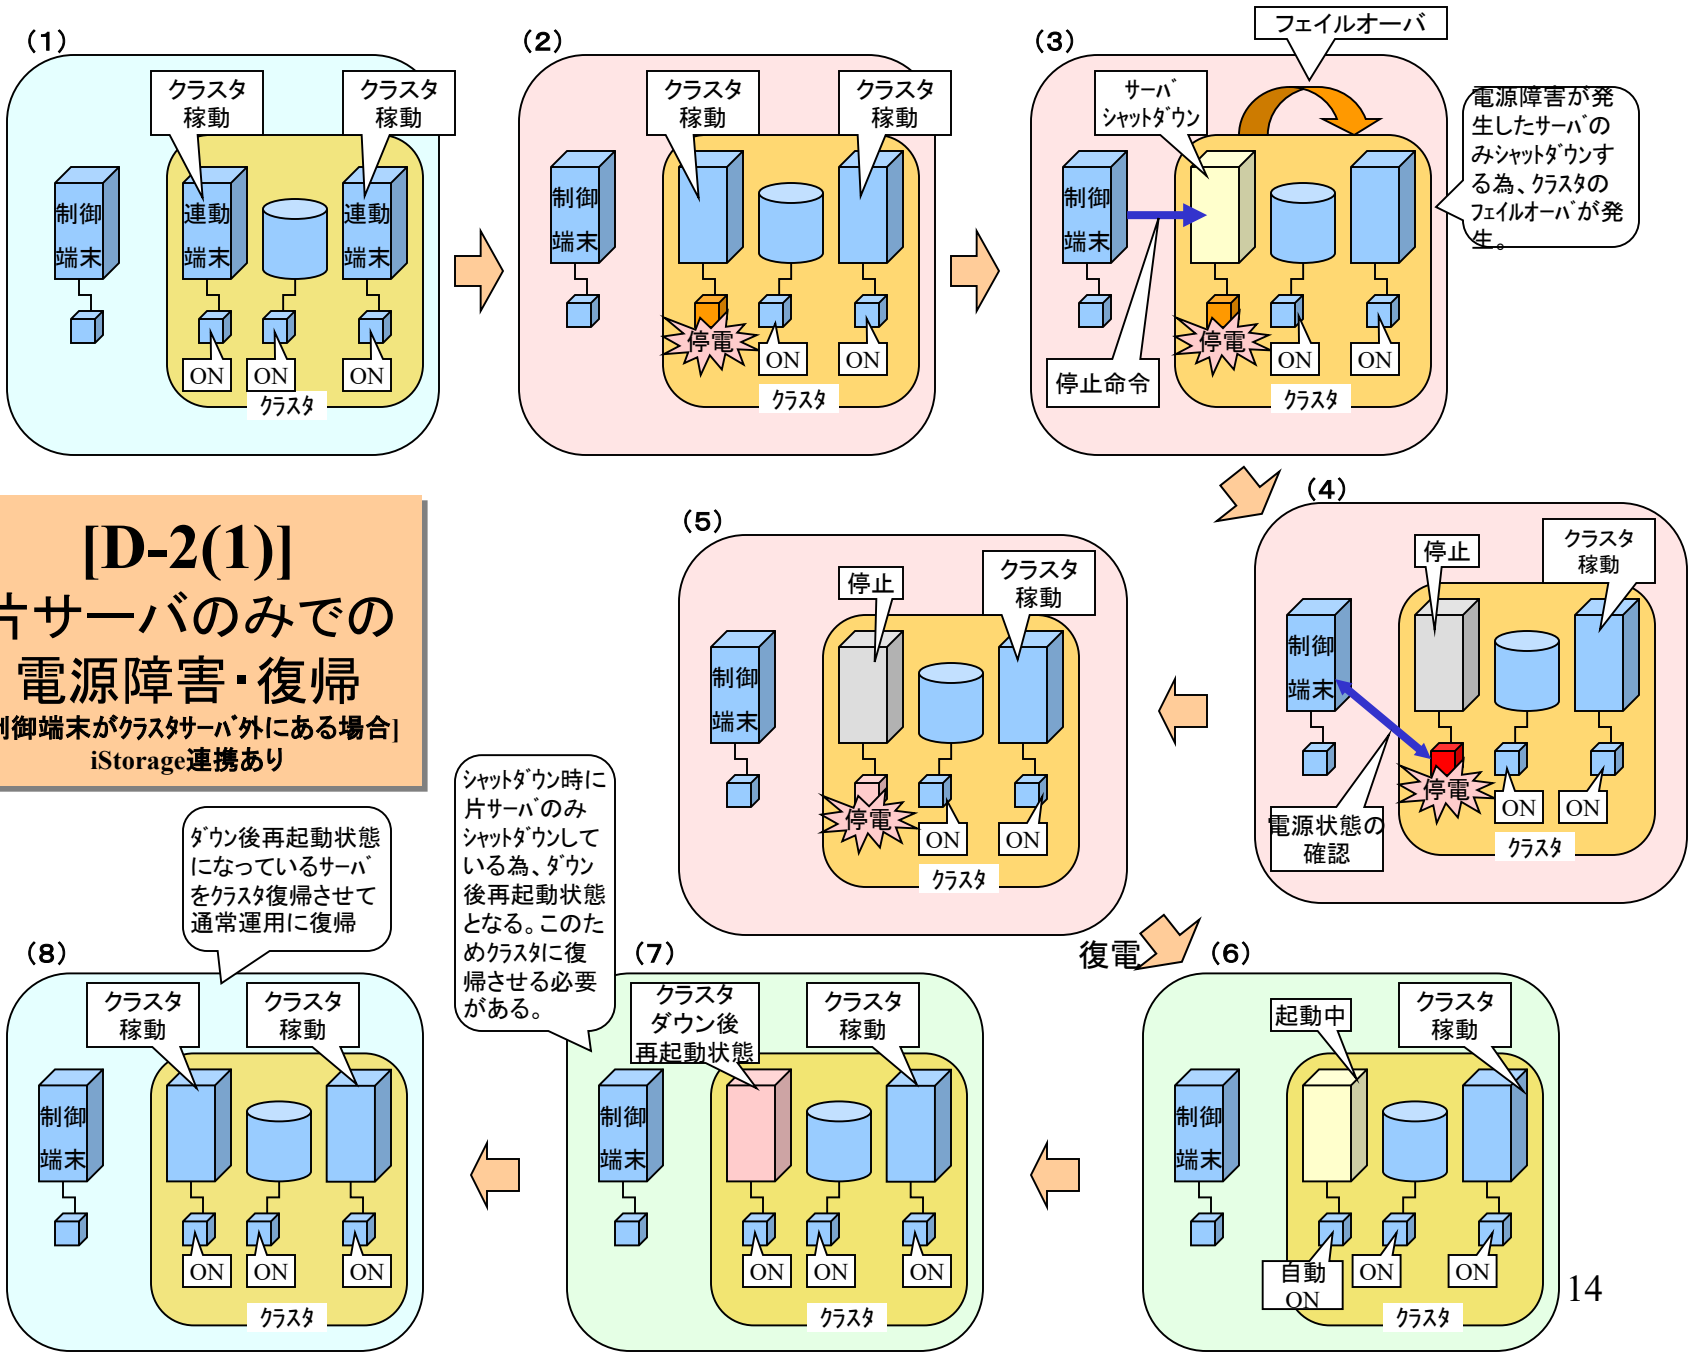 （1）
クラスタ
稼動
クラスタ
稼動
制御
端末
連動
端末
連動
端末
ON
ON
ON
クラスタ
（2）
クラスタ
稼動
クラスタ
稼動
制御
端末
停電
ON
ON
クラスタ
（3）
フェイルオーバ
サーバ
シャットダウン
制御
端末
停電
ON
ON
停止命令
クラスタ
電源障害が発
生したサーバの
みシャットダウンす
る為、クラスタの
フェイルオーバが発
生。
[D-2(1)]
片サーバのみでの
電源障害・復帰
制御端末がクラスタサーバ外にある場合]
iStorage連携あり
（4）
停止
クラスタ
稼動
制御
端末
停電
ON
ON
電源状態の
確認
クラスタ
（5）
停止
クラスタ
稼動
制御
端末
停電
ON
ON
クラスタ
復電
（6）
起動中
クラスタ
稼動
制御
端末
自動
ON
ON
ON
クラスタ
（7）
シャットダウン時に
片サーバのみ
シャットダウンして
いる為、ダウン
後再起動状態
となる。このた
めクラスタに復
帰させる必要
がある。
クラスタ
ダウン後
再起動状態
クラスタ
稼動
制御
端末
ON
ON
ON
クラスタ
（8）
ダウン後再起動状態
になっているサーバ
をクラスタ復帰させて
通常運用に復帰
クラスタ
稼動
クラスタ
稼動
制御
端末
ON
ON
ON
クラスタ
14